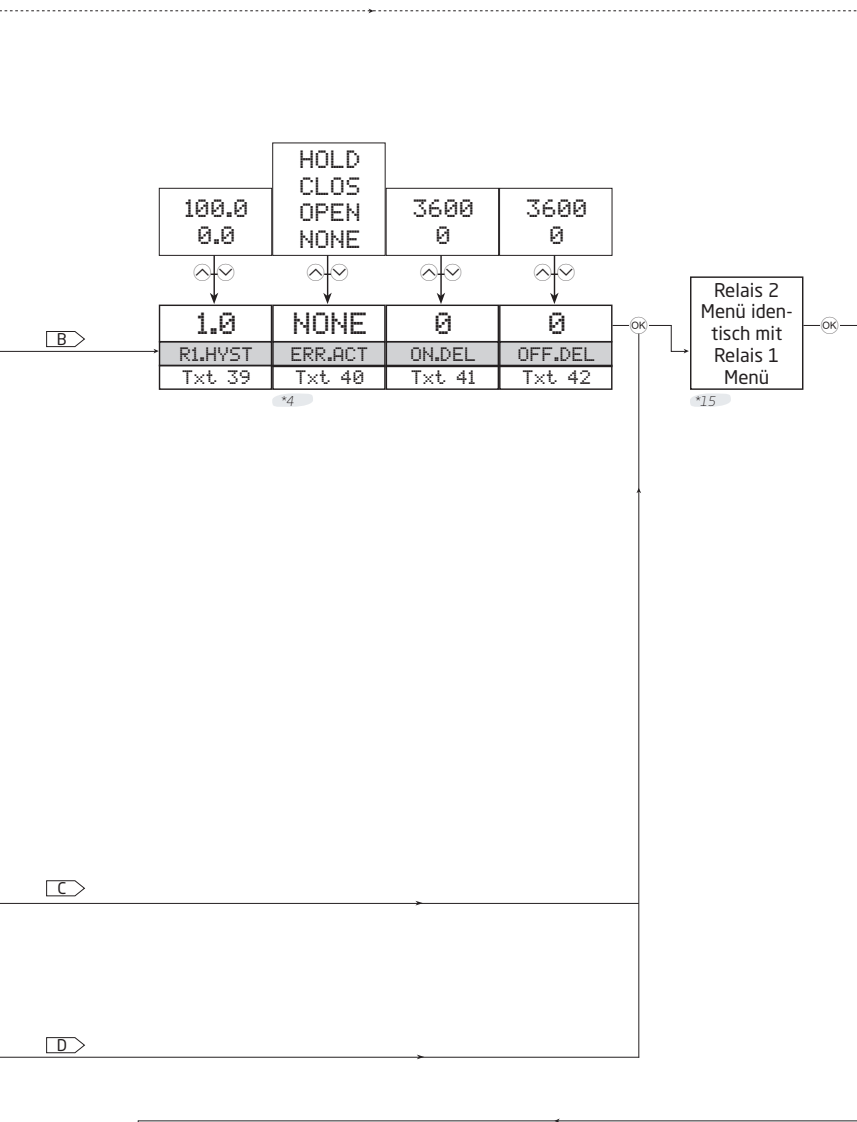 HOLD
CLOS
OPEN
NONE
100.0
0.0
3600
0
3600
0
1.0
NONE
0
0
OK
Relais 2
Menü iden-
tisch mit
Relais 1
Menü
OK
B
R1.HYST
ERR.ACT
ON.DEL
OFF.DEL
Txt 39
Txt 40
Txt 41
Txt 42
*4
*15
C
D